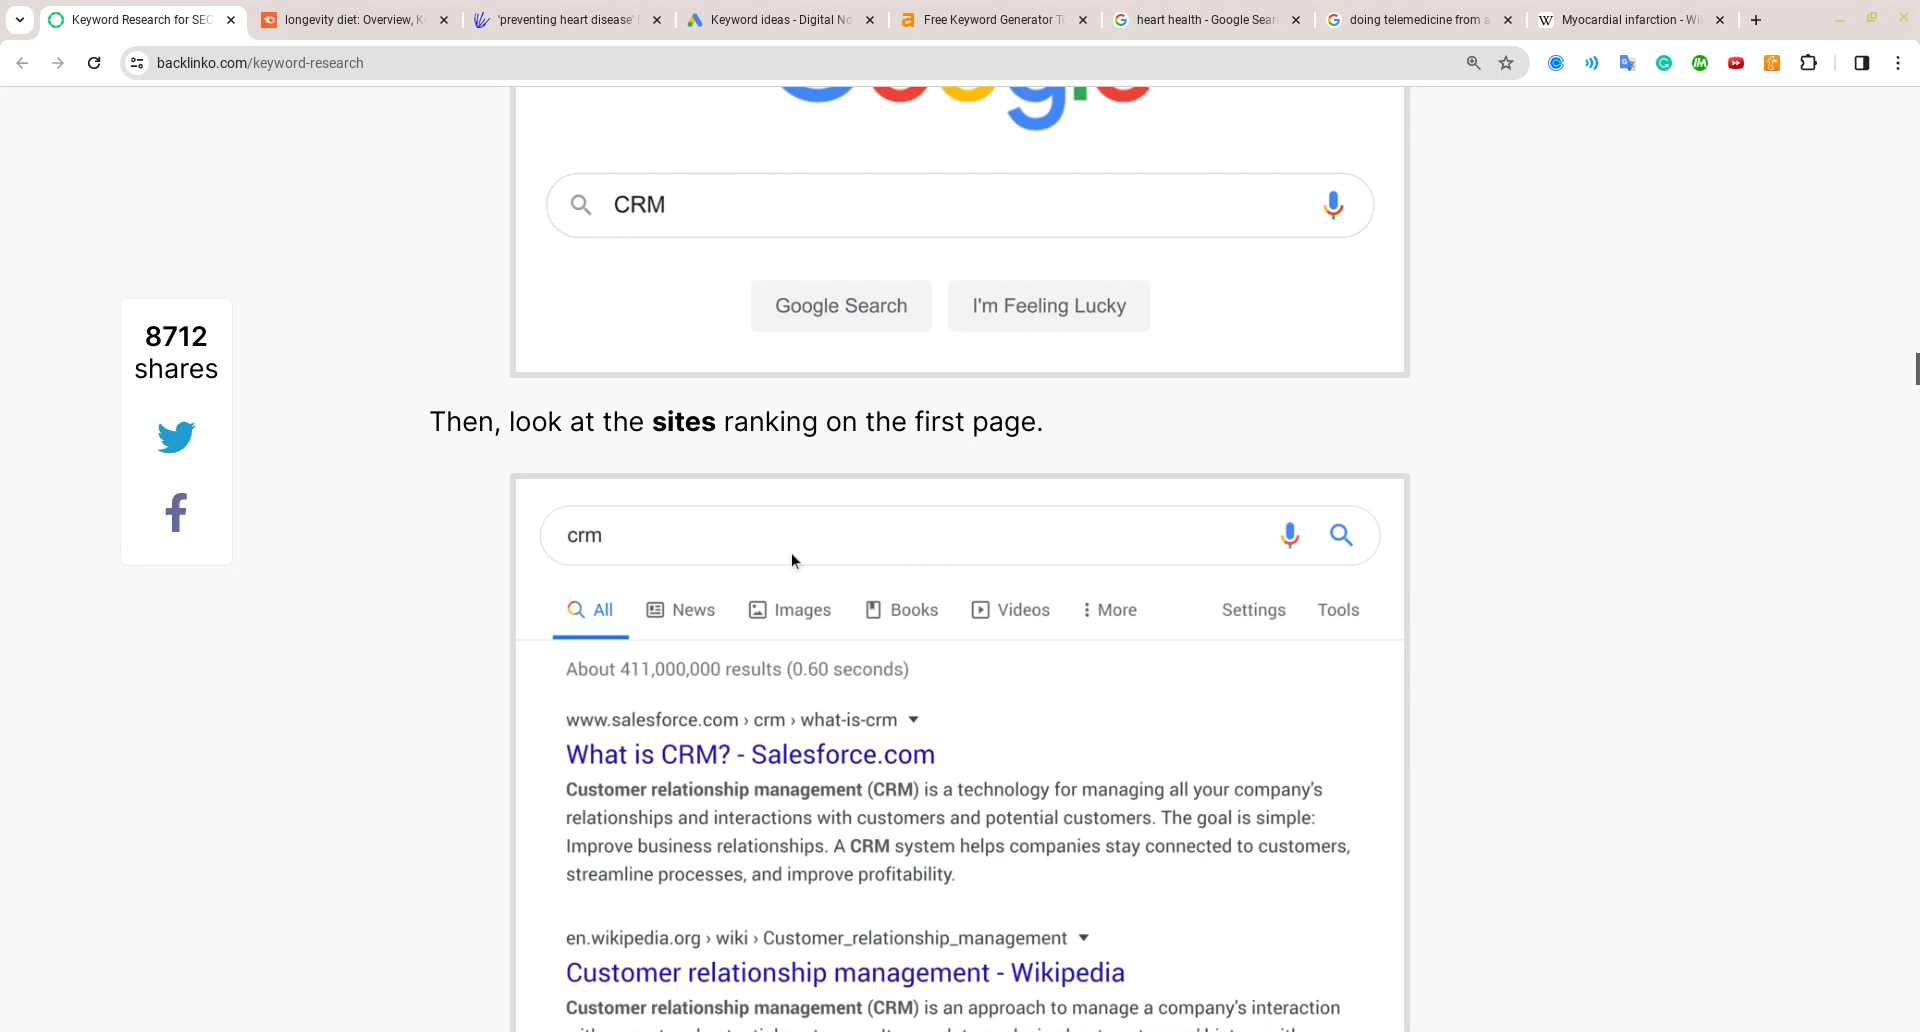 Keyword Research for SEO
longevity diet: Overview, K
'preventing heart disease'
Keyword ideas - Digital No
Free Keyword Generator To
heart health - Google Sear
doing telemedicine from a
Myocardial infarction - Wi
backlinko.com/keyword-research
CRM
Google Search
I'm Feeling Lucky
8712
shares
Then, look at the sites ranking on the first page.
crm
All News Images Books Videos More Settings Tools
About 411,000,000 results (0.60 seconds)
www.salesforce.com › crm › what-is-crm
What is CRM? - Salesforce.com
Customer relationship management (CRM) is a technology for managing all your company's
relationships and interactions with customers and potential customers. The goal is simple:
Improve business relationships. A CRM system helps companies stay connected to customers,
streamline processes, and improve profitability.
en.wikipedia.org › wiki › Customer_relationship_management
Customer relationship management - Wikipedia
Customer relationship management (CRM) is an approach to manage a company's interaction